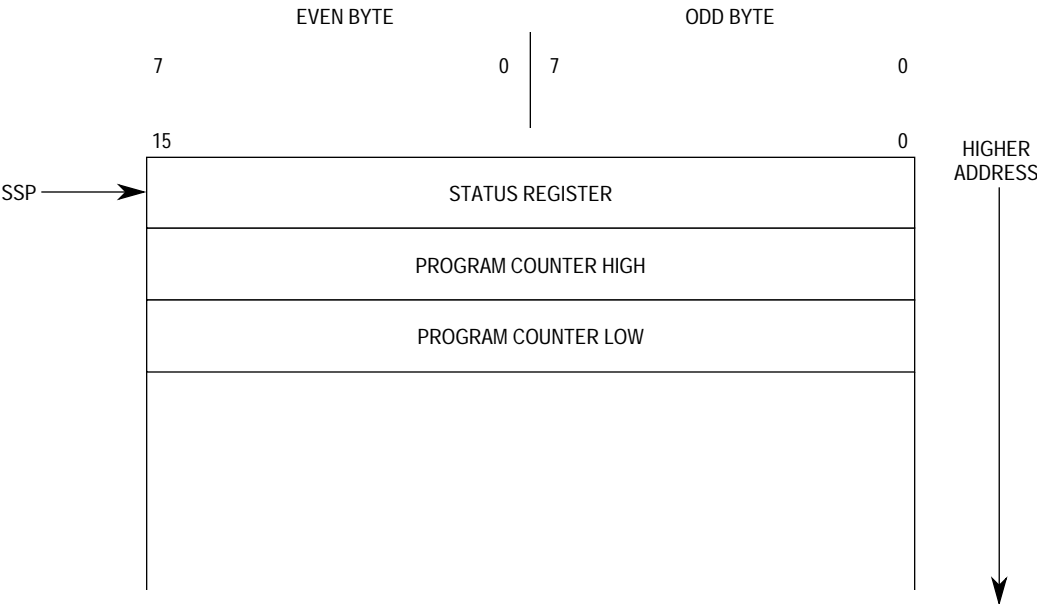 EVEN BYTE ODD BYTE
7 0 7 0
15 0
HIGHER
ADDRESS
SSP
STATUS REGISTER
PROGRAM COUNTER HIGH
PROGRAM COUNTER LOW